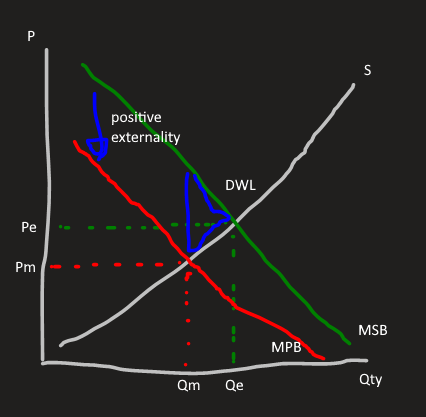 P
S
positive
externality
DWL
Pe
Pm
MSB
MPB
Qm
Qe
Qty